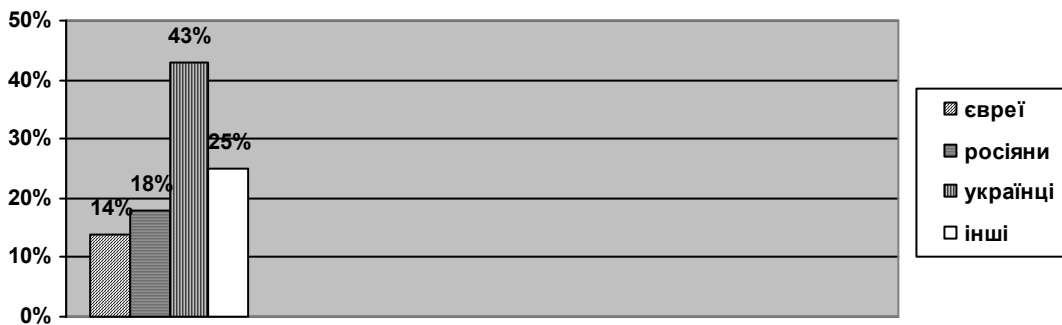 50%
40%
30%
20%
10%
0%
14%
18%
43%
25%
євреї
росіяни
українці
інші